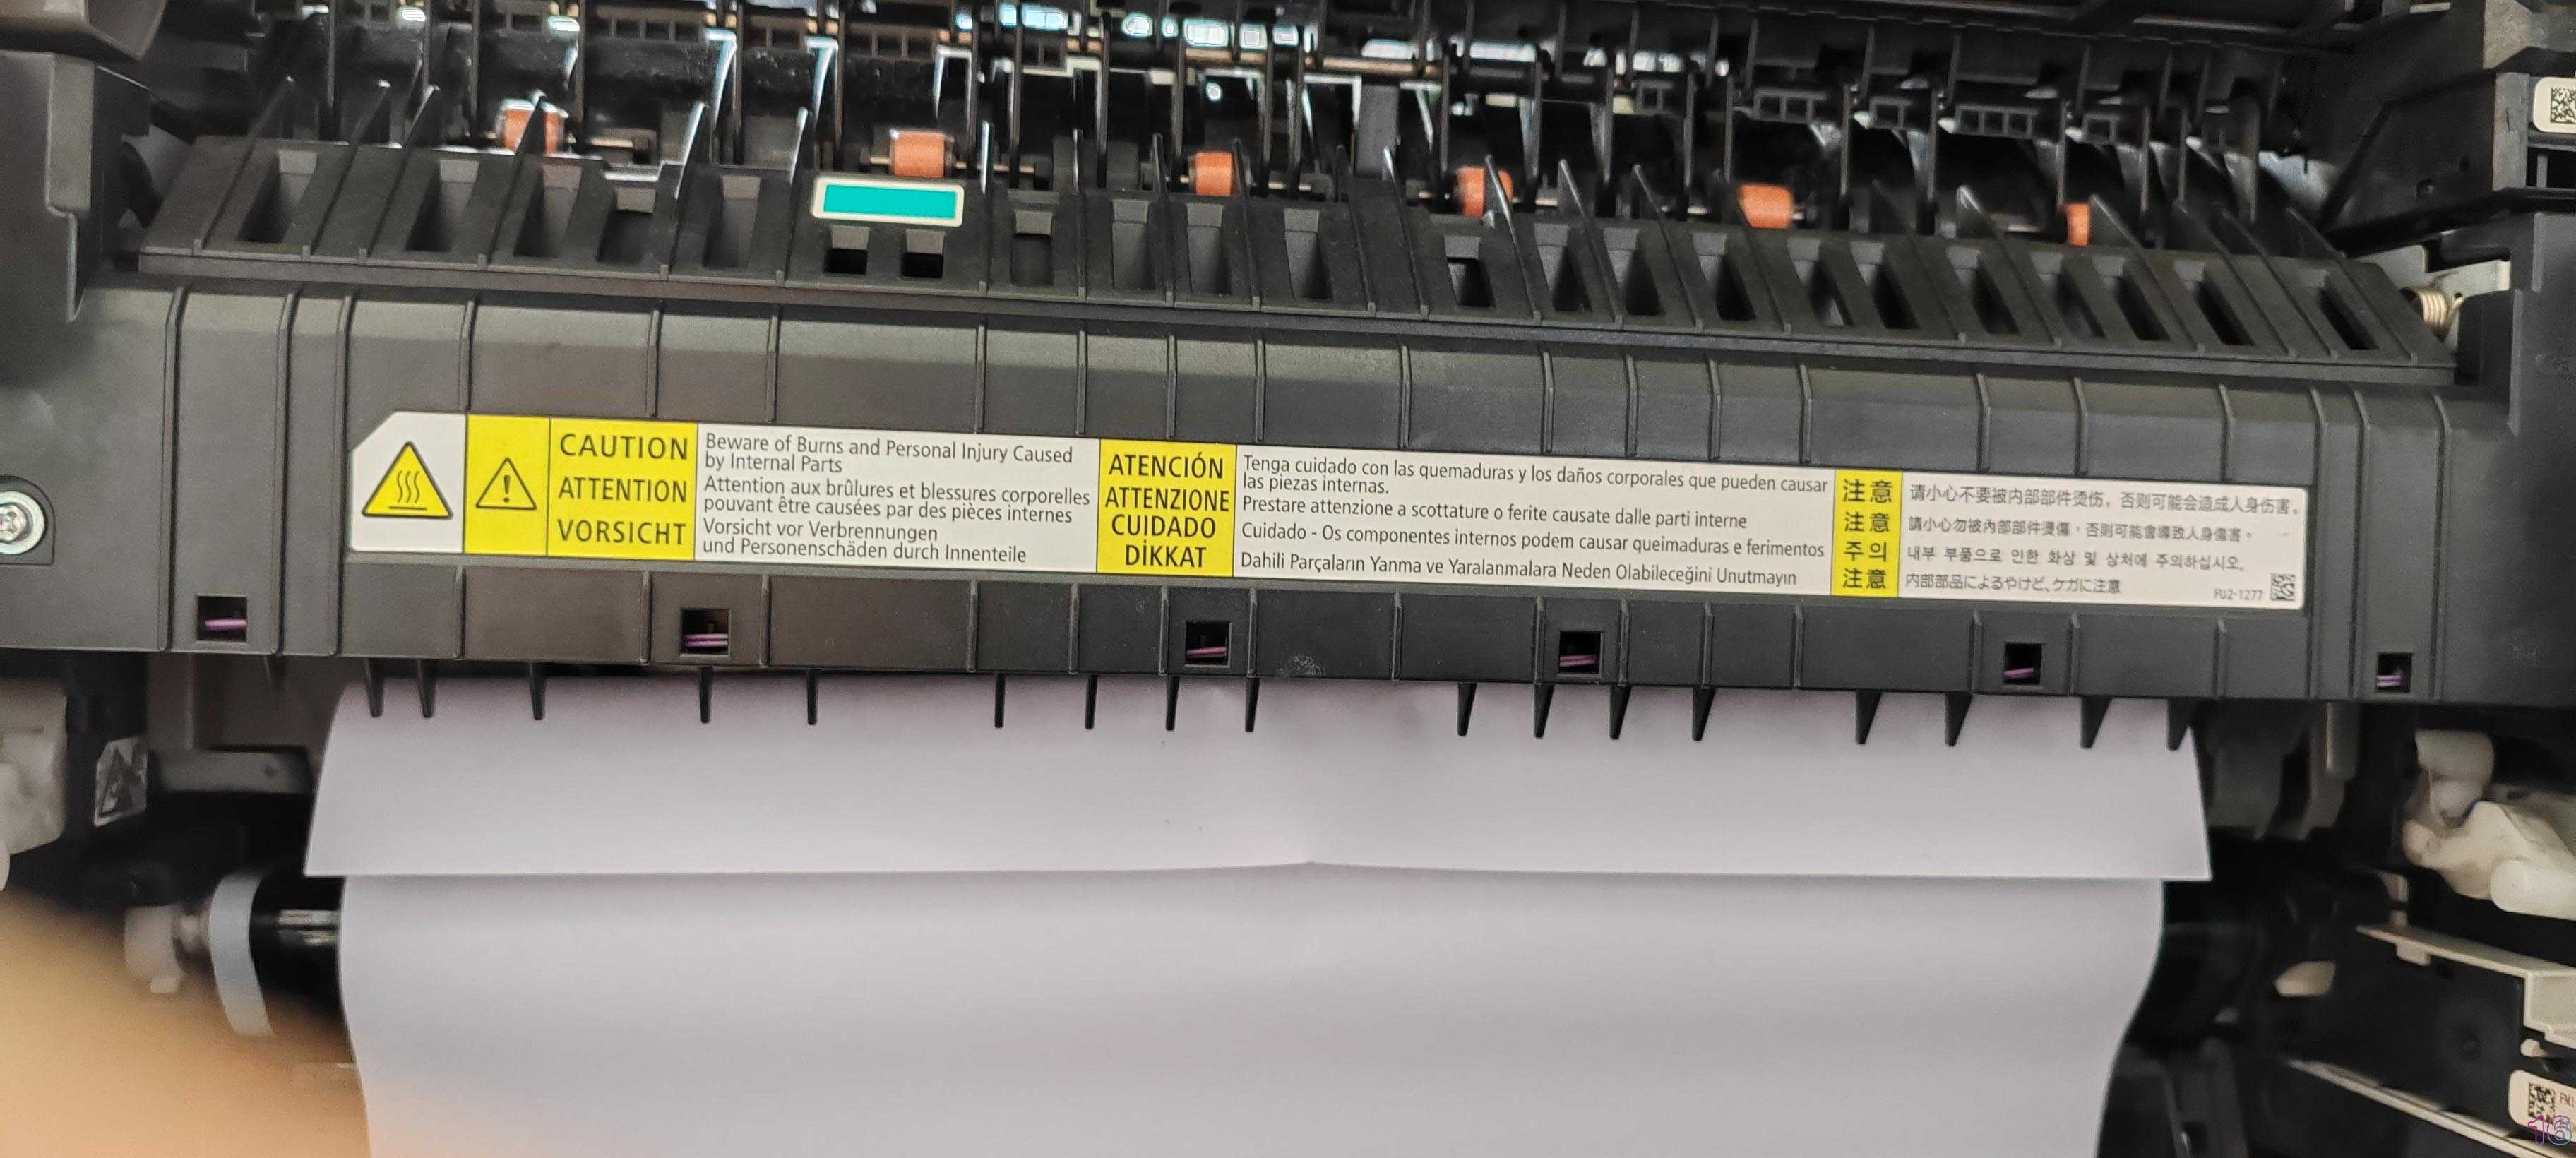 CAUTION
ATTENTION
VORSICHT
Beware of Burns and Personal Injury Caused
by Internal Parts
Attention aux brûlures et blessures corporelles
pouvant être causées par des pièces internes
Vorsicht vor Verbrennungen
und Personenschäden durch Innenteile
ATENCIÓN
ATTENZIONE
CUIDADO
DİKKAT
Tenga cuidado con las quemaduras y los daños corporales que pueden causar
las piezas internas.
Prestare attenzione a scottature o ferite causate dalle parti interne
Cuidado - Os componentes internos podem causar queimaduras e ferimentos
Dahili Parçaların Yanma ve Yaralanmalara Neden Olabileceğini Unutmayın
注意
注意
주의
注意
请小心不要被内部部件烫伤，否则可能会造成人身伤害。
請小心勿被內部部件燙傷，否則可能會導致人身傷害。
내부 부품으로 인한 화상 및 상처에 주의하십시오.
内部部品によるやけど、ケガに注意
FU2-1277
FM1
16